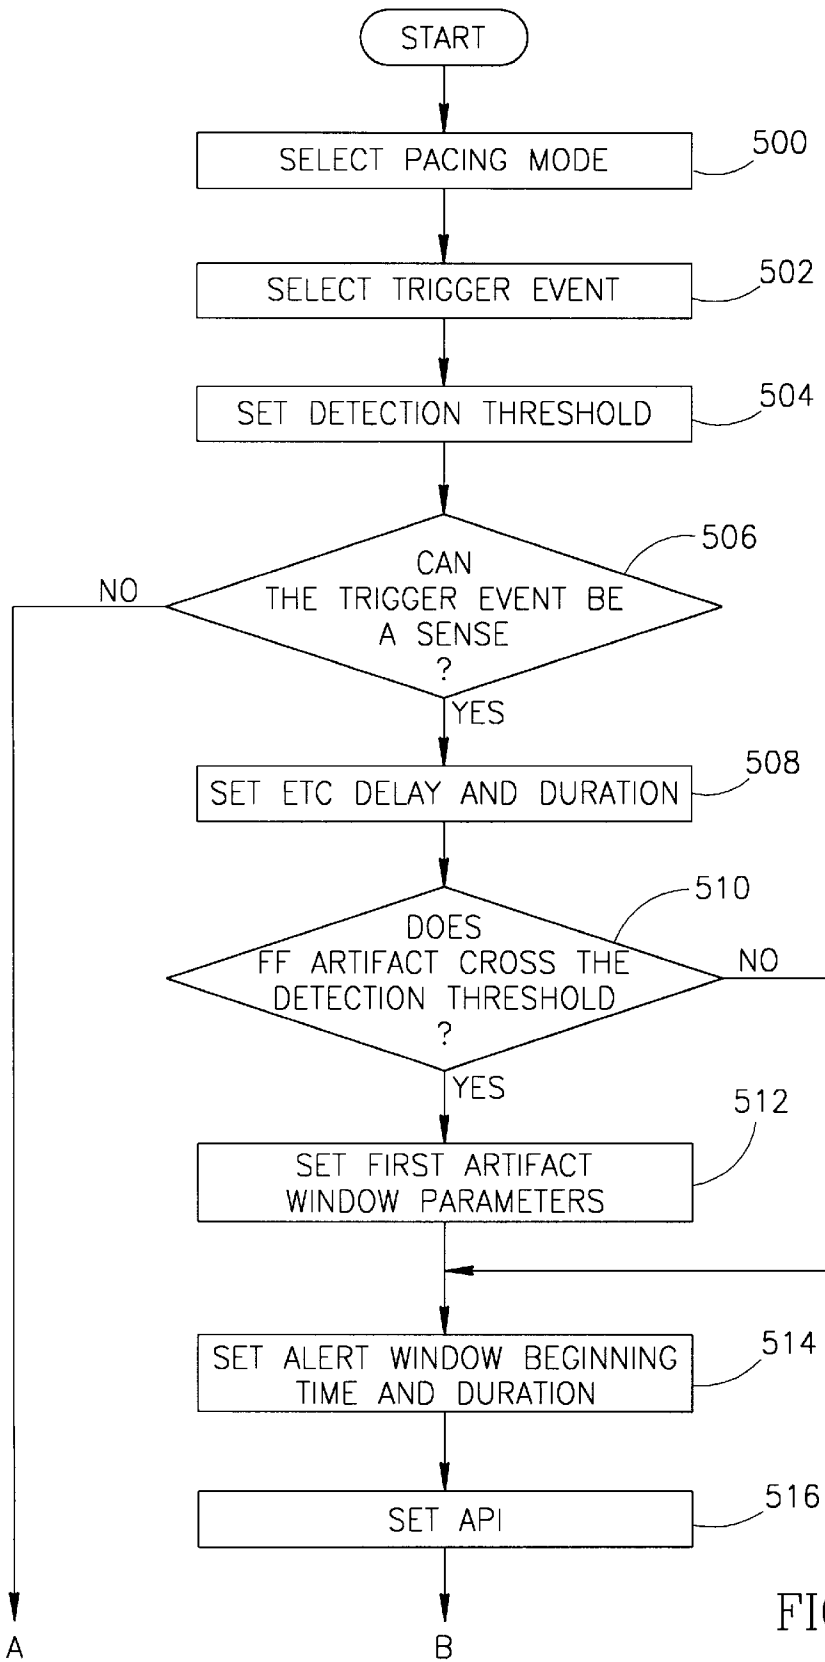 START
SELECT PACING MODE
500
SELECT TRIGGER EVENT
502
SET DETECTION THRESHOLD
504
CAN
THE TRIGGER EVENT BE
A SENSE
?
506
NO
YES
SET ETC DELAY AND DURATION
508
DOES
FF ARTIFACT CROSS THE
DETECTION THRESHOLD
?
510
NO
YES
SET FIRST ARTIFACT
WINDOW PARAMETERS
512
SET ALERT WINDOW BEGINNING
TIME AND DURATION
514
SET API
516
A
B